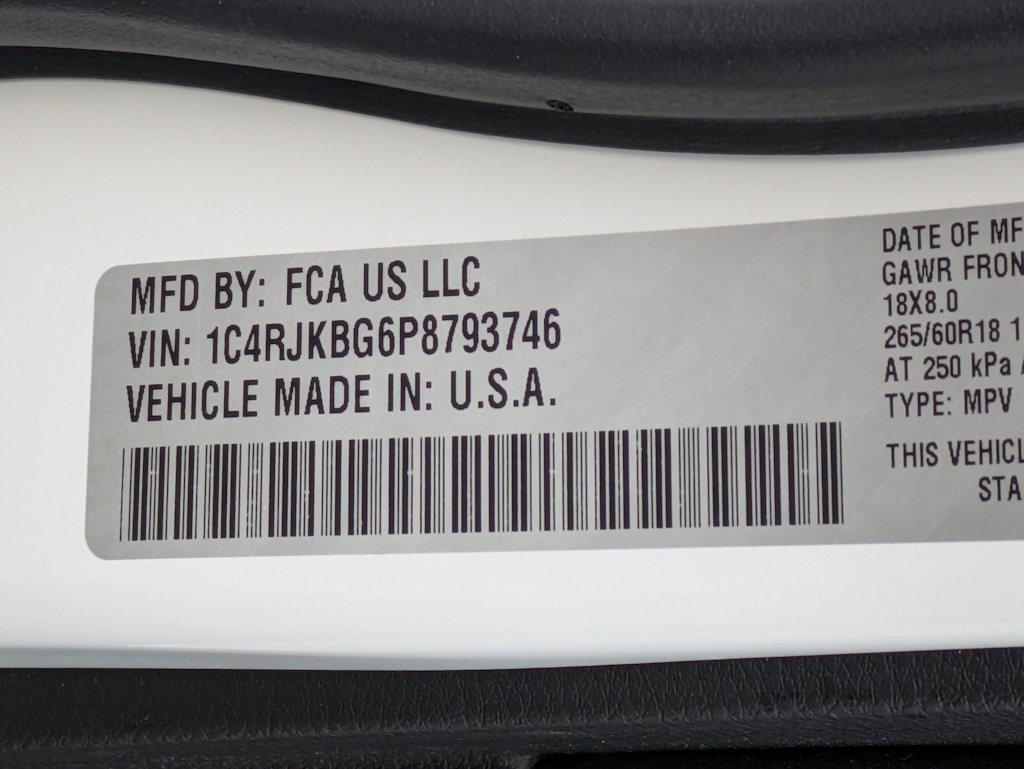 MFD BY: FCA US LLC
VIN: 1C4RJKBG6P8793746
VEHICLE MADE IN: U.S.A.
DATE OF MF
GAWR FRON
18X8.0
265/60R18 1
AT 250 kPa
TYPE: MPV
THIS VEHICL
STA